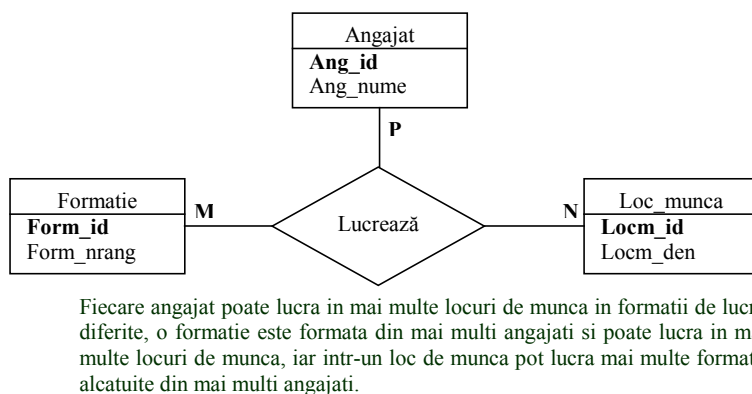 Angajat
Ang_id
Ang_nume
P
Formatie
Form_id
Form_nrang
M
Lucrează
N
Loc_munca
Locm_id
Locm_den
Fiecare angajat poate lucra in mai multe locuri de munca in formatii de lucr
diferite, o formatie este formata din mai multi angajati si poate lucra in m
multe locuri de munca, iar intr-un loc de munca pot lucra mai multe format
alcatuite din mai multi angajati.